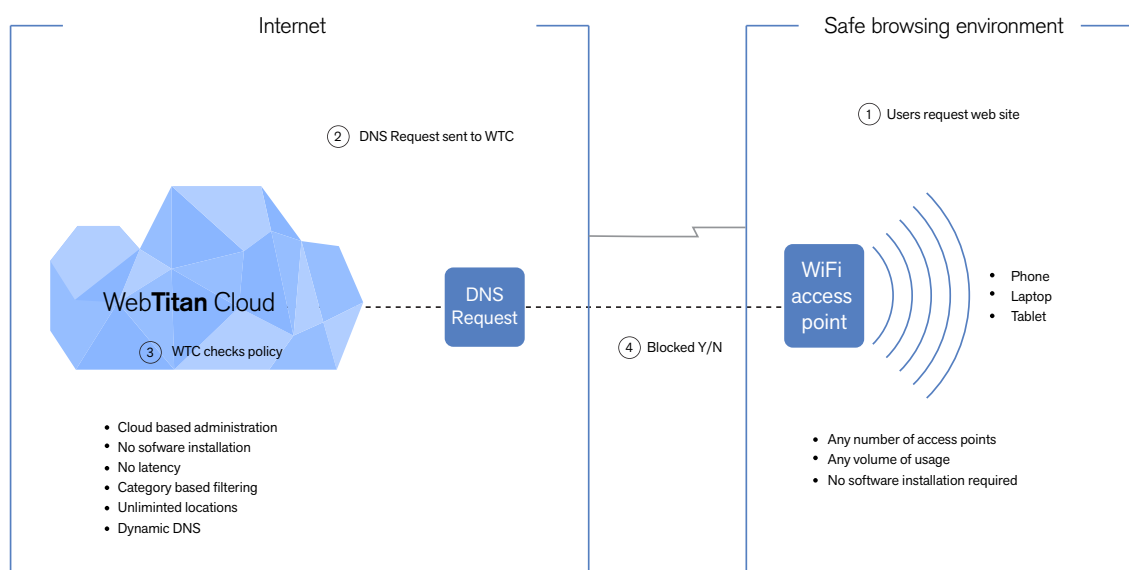 Internet
Safe browsing environment
1 Users request web site
2 DNS Request sent to WTC
WebTitan Cloud
3 WTC checks policy
DNS
Request
4 Blocked Y/N
WiFi
access
point
• Phone
• Laptop
• Tablet
• Cloud based administration
• No sofware installation
• No latency
• Category based filtering
• Unliminted locations
• Dynamic DNS
• Any number of access points
• Any volume of usage
• No software installation required